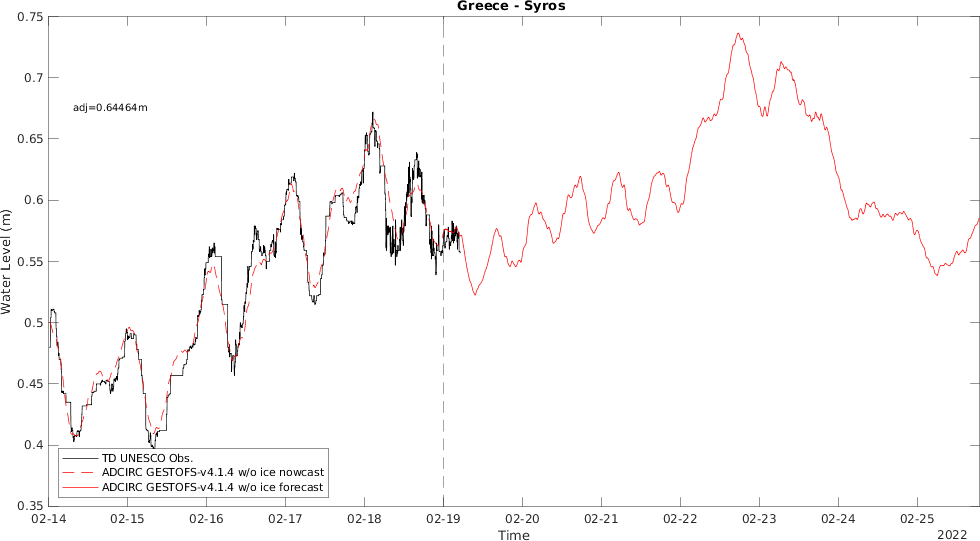 Greece - Syros
0.75
0.7
0.65
0.6
0.55
0.5
0.45
0.4
0.35
Water Level (m)
adj=0.64464m
TD UNESCO Obs.
ADCIRC GESTOFS-v4.1.4 w/o ice nowcast
ADCIRC GESTOFS-v4.1.4 w/o ice forecast
02-14 02-15 02-16 02-17 02-18 02-19 02-20 02-21 02-22 02-23 02-24 02-25
2022
Time